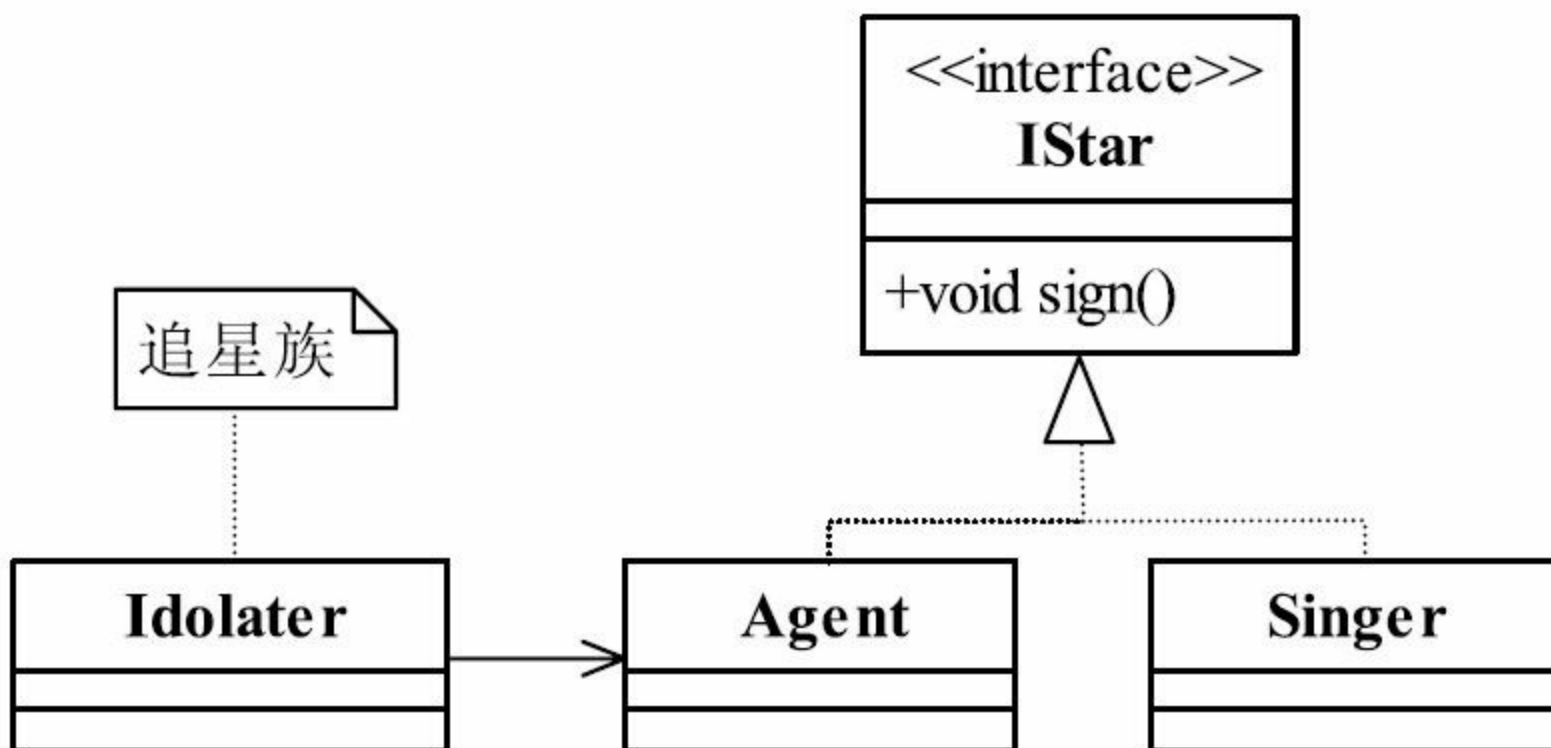 <<interface>>
IStar
+void sign()
追星族
Idolater
Agent
Singer